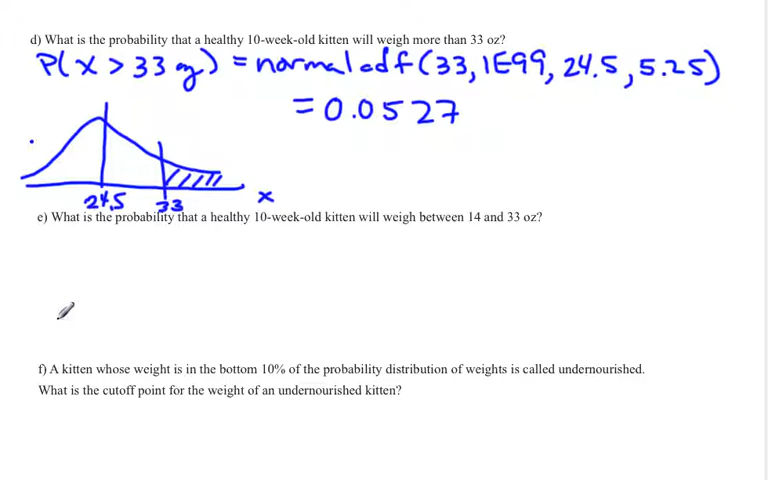 d) What is the probability that a healthy 10-week-old kitten will weigh more than 33 oz?
P(x > 33 oz) = normalcdf(33, 1E99, 24.5, 5.25)
= 0.0527
24.5 33 x
e) What is the probability that a healthy 10-week-old kitten will weigh between 14 and 33 oz?
f) A kitten whose weight is in the bottom 10% of the probability distribution of weights is called undernourished.
What is the cutoff point for the weight of an undernourished kitten?